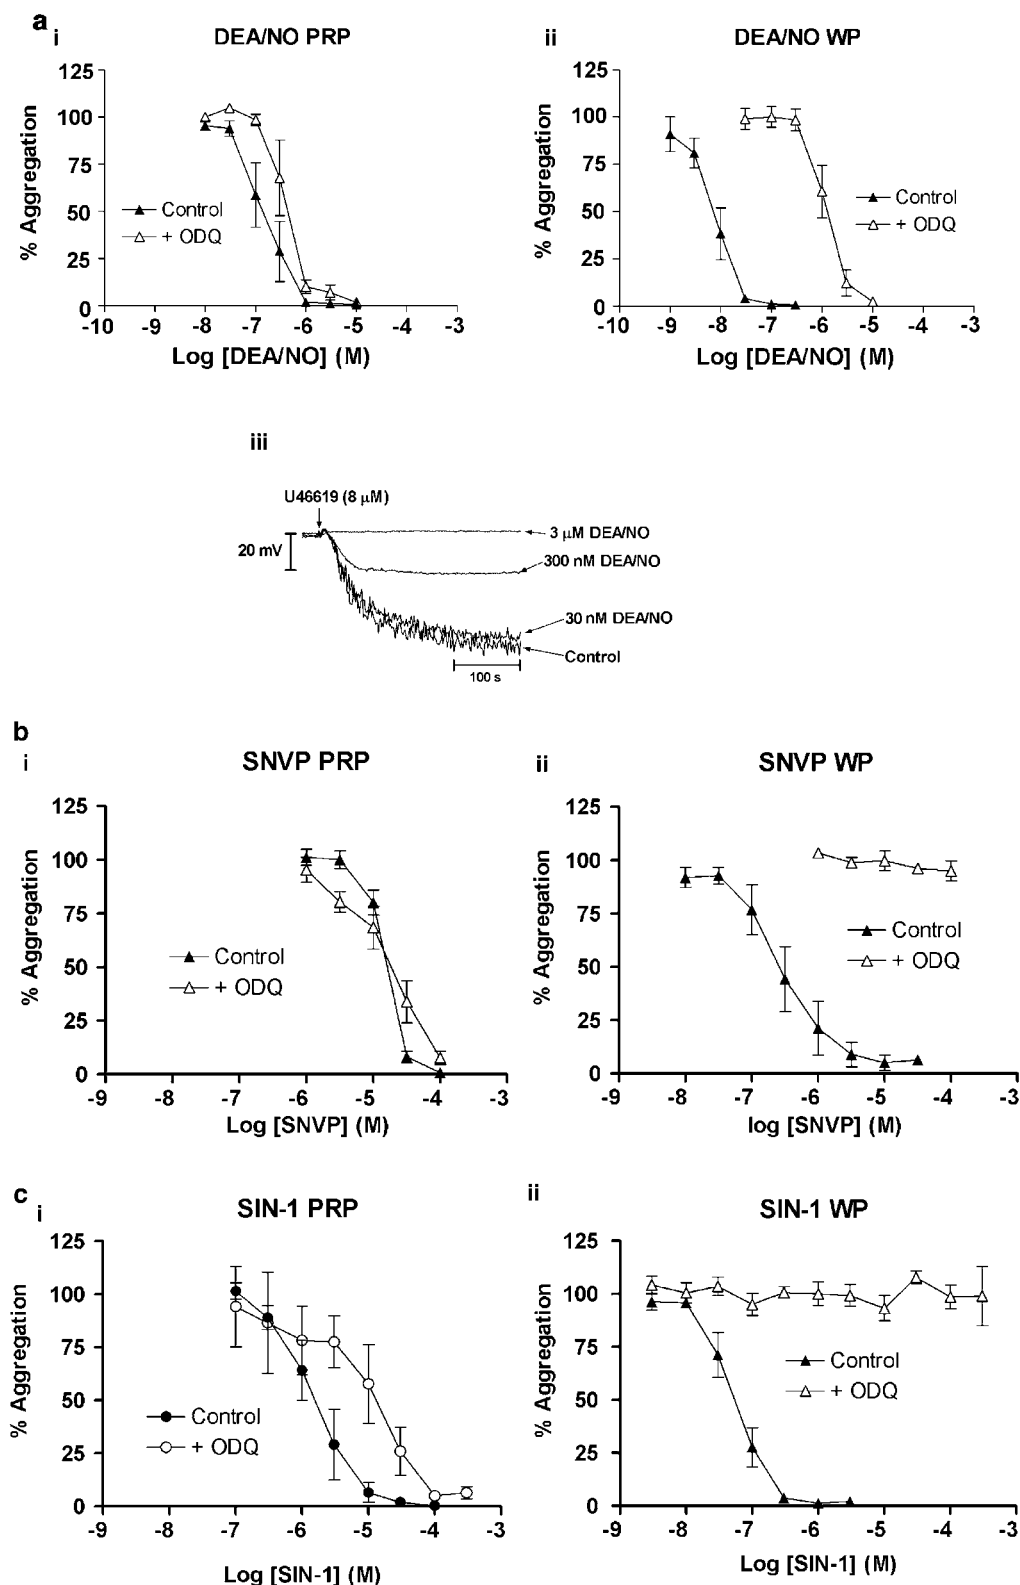 a
i
DEA/NO PRP
ii
DEA/NO WP
125
100
75
50
25
0
% Aggregation
Control
+ ODQ
-10 -9 -8 -7 -6 -5 -4 -3
Log [DEA/NO] (M)
125
100
75
50
25
0
% Aggregation
Control
+ ODQ
-10 -9 -8 -7 -6 -5 -4 -3
Log [DEA/NO] (M)
iii
U46619 (8 μM)
20 mV
3 μM DEA/NO
300 nM DEA/NO
30 nM DEA/NO
Control
100 s
b
i
SNVP PRP
ii
SNVP WP
125
100
75
50
25
0
% Aggregation
Control
+ ODQ
-9 -8 -7 -6 -5 -4 -3
Log [SNVP] (M)
125
100
75
50
25
0
% Aggregation
Control
+ ODQ
-9 -8 -7 -6 -5 -4 -3
log [SNVP] (M)
c
i
SIN-1 PRP
ii
SIN-1 WP
125
100
75
50
25
0
% Aggregation
Control
+ ODQ
-9 -8 -7 -6 -5 -4 -3
Log [SIN-1] (M)
125
100
75
50
25
0
% Aggregation
Control
+ ODQ
-9 -8 -7 -6 -5 -4 -3
Log [SIN-1] (M)